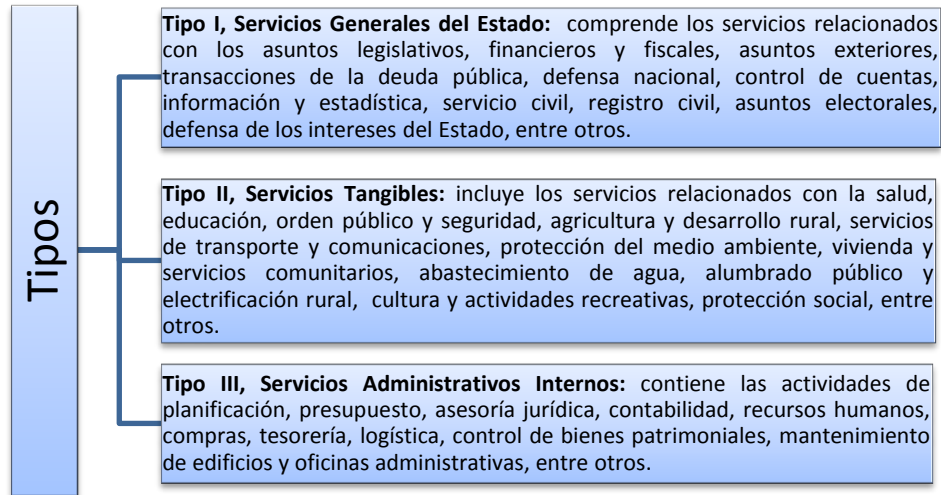 Tipos
Tipo I, Servicios Generales del Estado: comprende los servicios relacionados
con los asuntos legislativos, financieros y fiscales, asuntos exteriores,
transacciones de la deuda pública, defensa nacional, control de cuentas,
información y estadística, servicio civil, registro civil, asuntos electorales,
defensa de los intereses del Estado, entre otros.
Tipo II, Servicios Tangibles: incluye los servicios relacionados con la salud,
educación, orden público y seguridad, agricultura y desarrollo rural, servicios
de transporte y comunicaciones, protección del medio ambiente, vivienda y
servicios comunitarios, abastecimiento de agua, alumbrado público y
electrificación rural, cultura y actividades recreativas, protección social, entre
otros.
Tipo III, Servicios Administrativos Internos: contiene las actividades de
planificación, presupuesto, asesoría jurídica, contabilidad, recursos humanos,
compras, tesorería, logística, control de bienes patrimoniales, mantenimiento
de edificios y oficinas administrativas, entre otros.